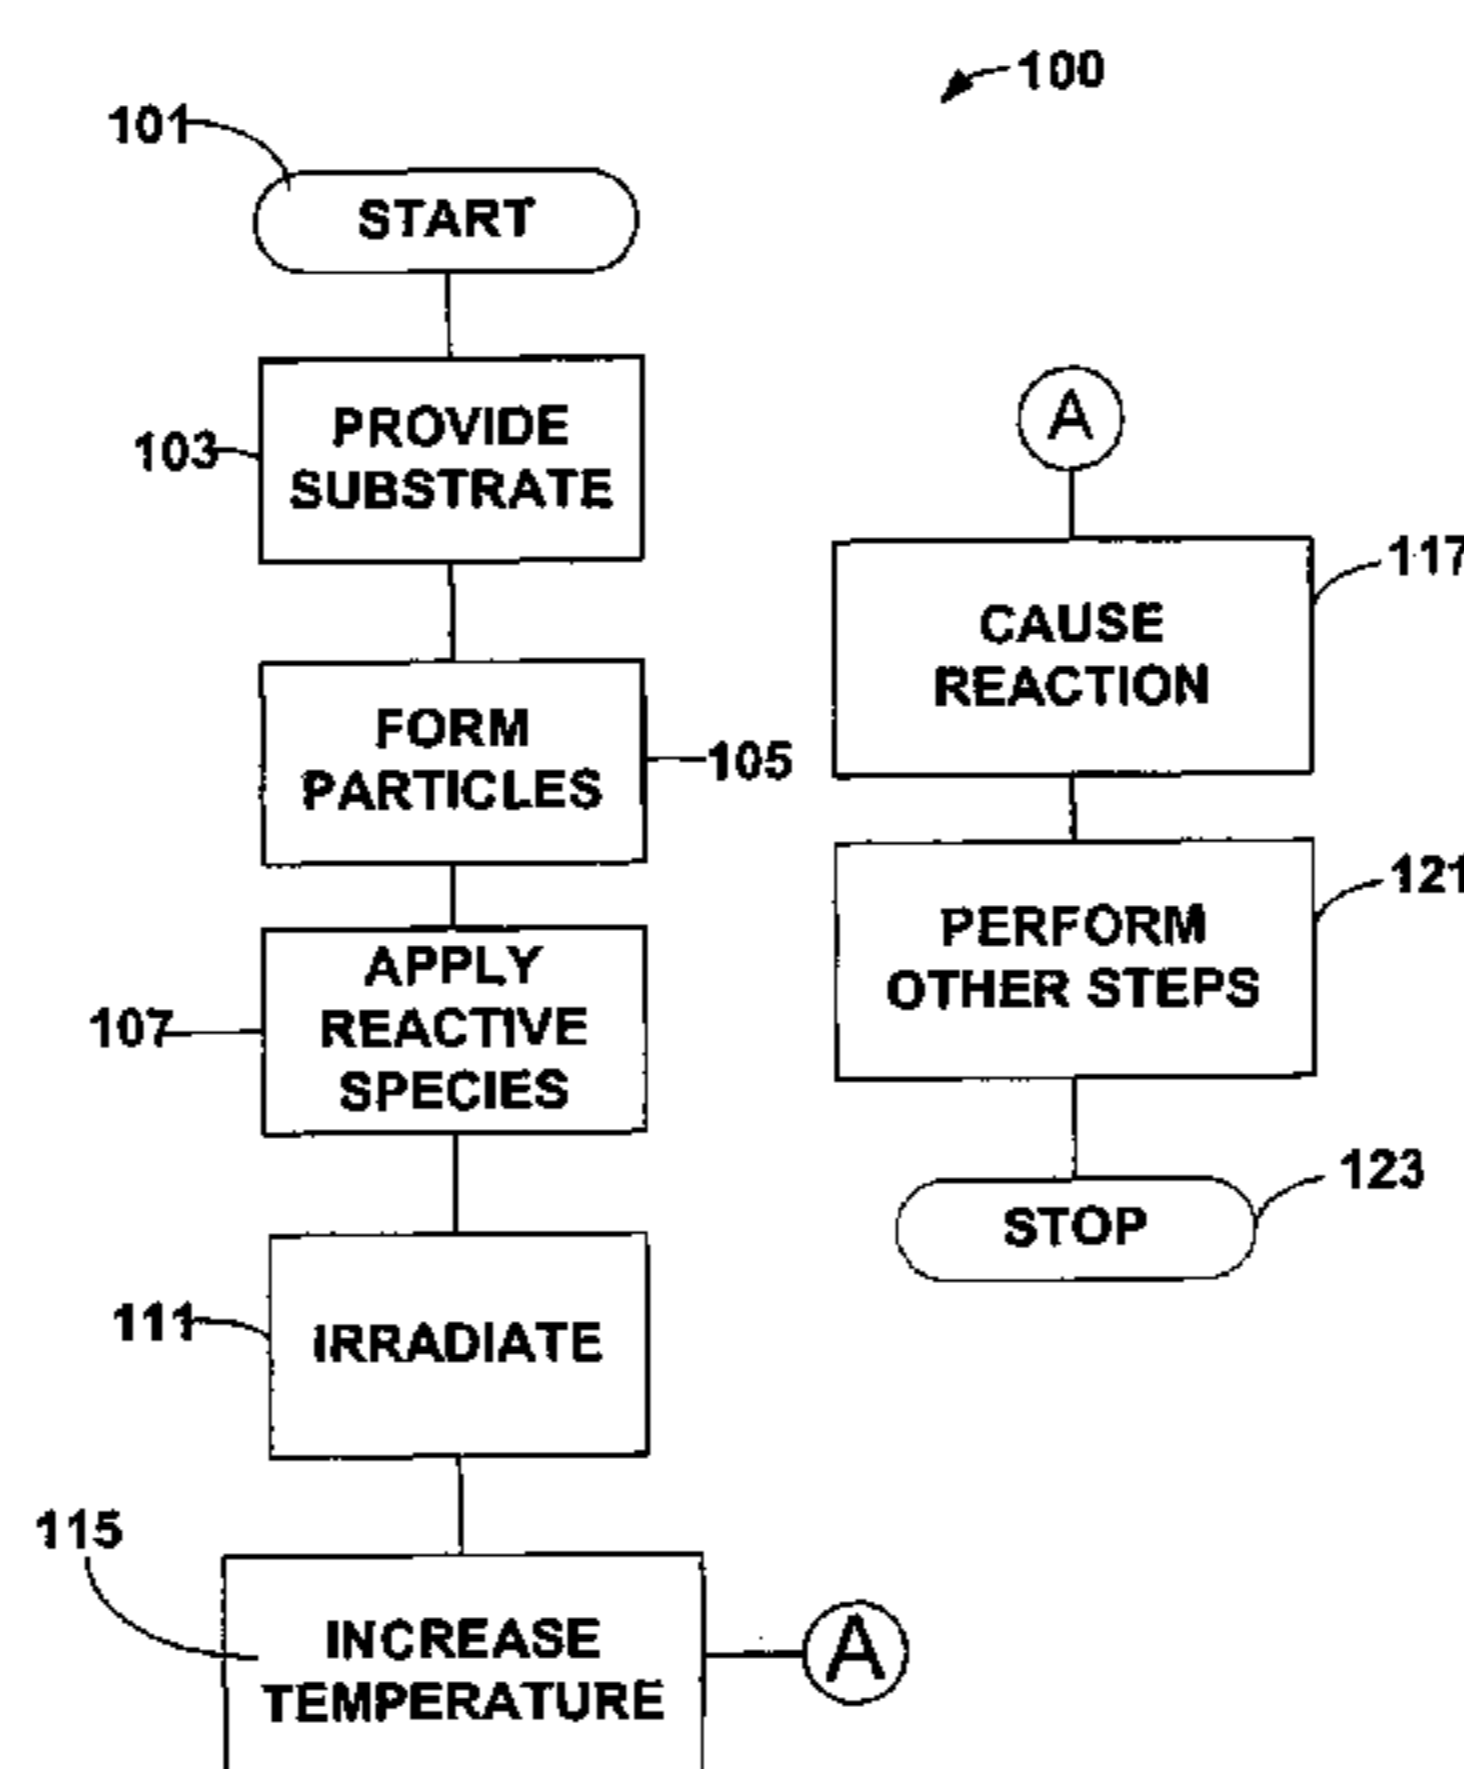 100
101
START
PROVIDE
SUBSTRATE
103
FORM
PARTICLES
105
APPLY
REACTIVE
SPECIES
107
IRRADIATE
111
115
INCREASE
TEMPERATURE
A
A
CAUSE
REACTION
117
PERFORM
OTHER STEPS
121
STOP
123